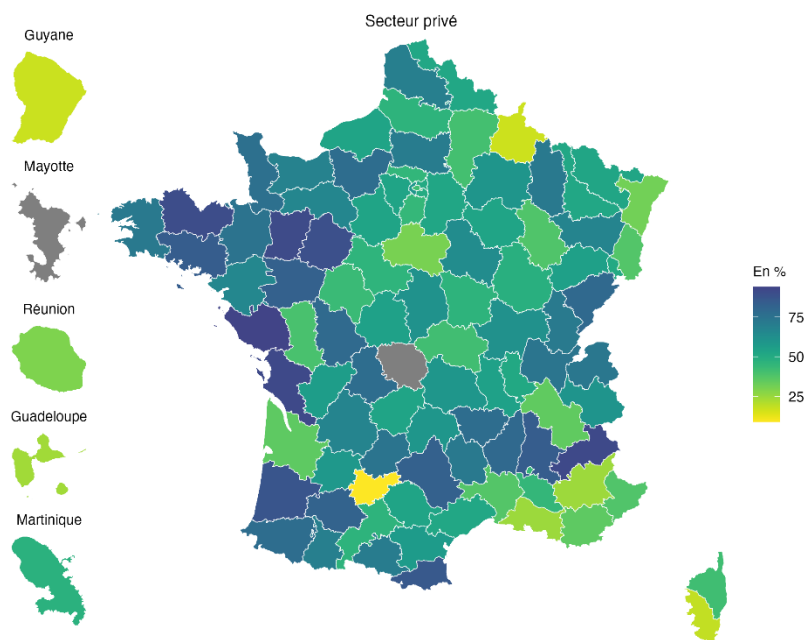 Secteur privé
Guyane
Mayotte
Réunion
Guadeloupe
Martinique
En %
75
50
25